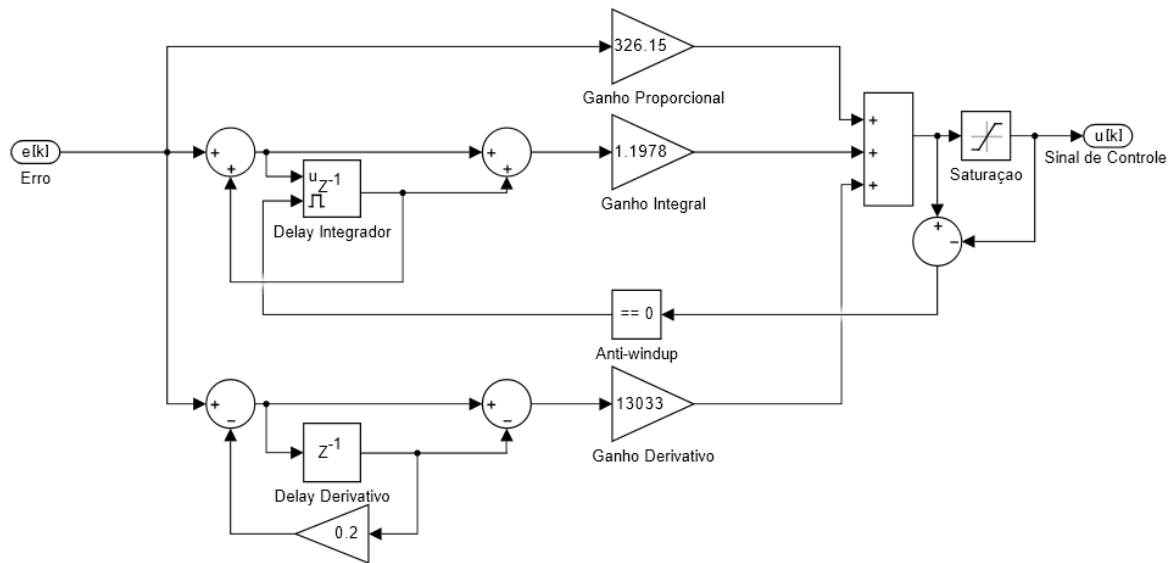 326.15
Ganho Proporcional
e[k]
Erro
+
+
+
+
1.1978
Ganho Integral
u
Z-1
Delay Integrador
+
+
+
Saturaçao
u[k]
Sinal de Controle
+
−
== 0
Anti-windup
+
−
+
−
13033
Ganho Derivativo
Z-1
Delay Derivativo
0.2